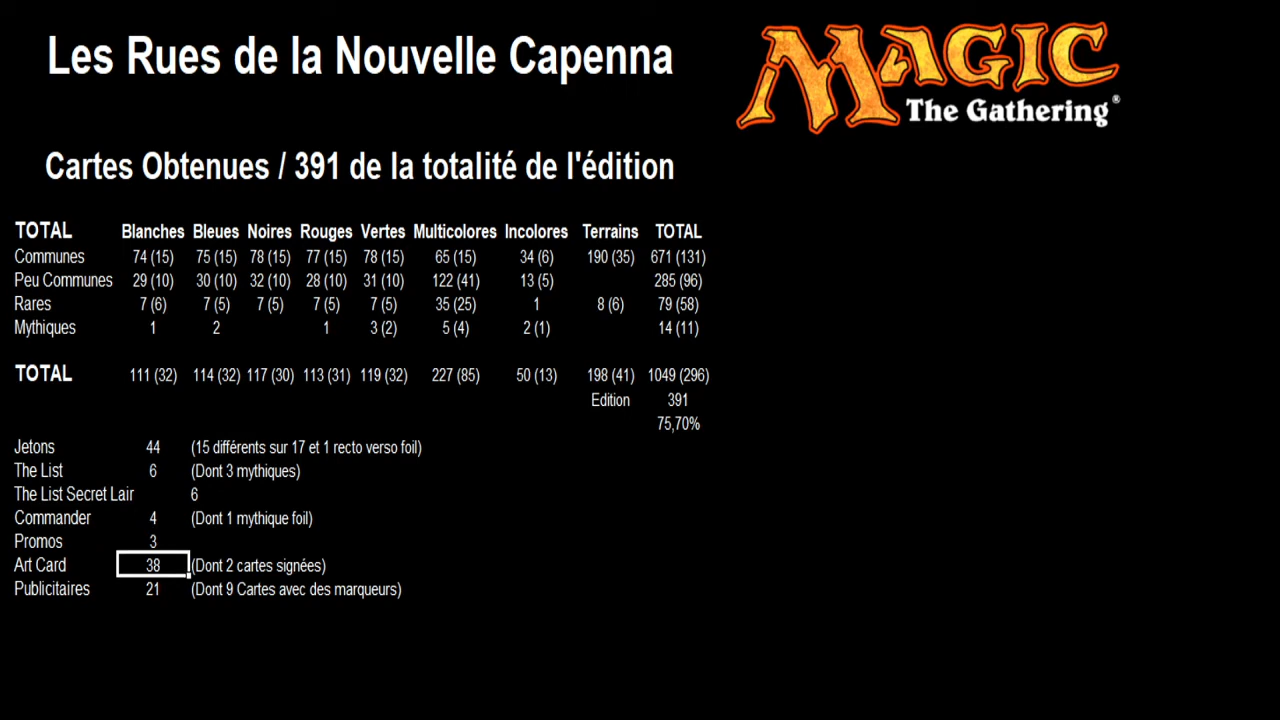 Les Rues de la Nouvelle Capenna
MAGIC
The Gathering®
Cartes Obtenues / 391 de la totalité de l'édition
TOTAL Blanches Bleues Noires Rouges Vertes Multicolores Incolores Terrains TOTAL
Communes 74 (15) 75 (15) 78 (15) 77 (15) 78 (15) 65 (15) 34 (6) 190 (35) 671 (131)
Peu Communes 29 (10) 30 (10) 32 (10) 28 (10) 31 (10) 122 (41) 13 (5) 285 (96)
Rares 7 (6) 7 (5) 7 (5) 7 (5) 7 (5) 35 (25) 1 8 (6) 79 (58)
Mythiques 1 2 1 3 (2) 5 (4) 2 (1) 14 (11)
TOTAL 111 (32) 114 (32) 117 (30) 113 (31) 119 (32) 227 (85) 50 (13) 198 (41) 1049 (296)
Edition 391
75,70%
Jetons 44 (15 différents sur 17 et 1 recto verso foil)
The List 6 (Dont 3 mythiques)
The List Secret Lair 6
Commander 4 (Dont 1 mythique foil)
Promos 3
Art Card 38 (Dont 2 cartes signées)
Publicitaires 21 (Dont 9 Cartes avec des marqueurs)